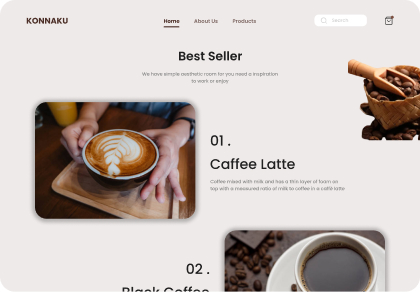 KONNAKU
Home
About Us
Products
Search
Best Seller
We have simple aesthetic room for you need a inspiration
to work or enjoy
01 .
Caffee Latte
Coffee mixed with milk and has a thin layer of foam on
top with a measured ratio of milk to coffee in a caffè latte
02 .
Black Coffee